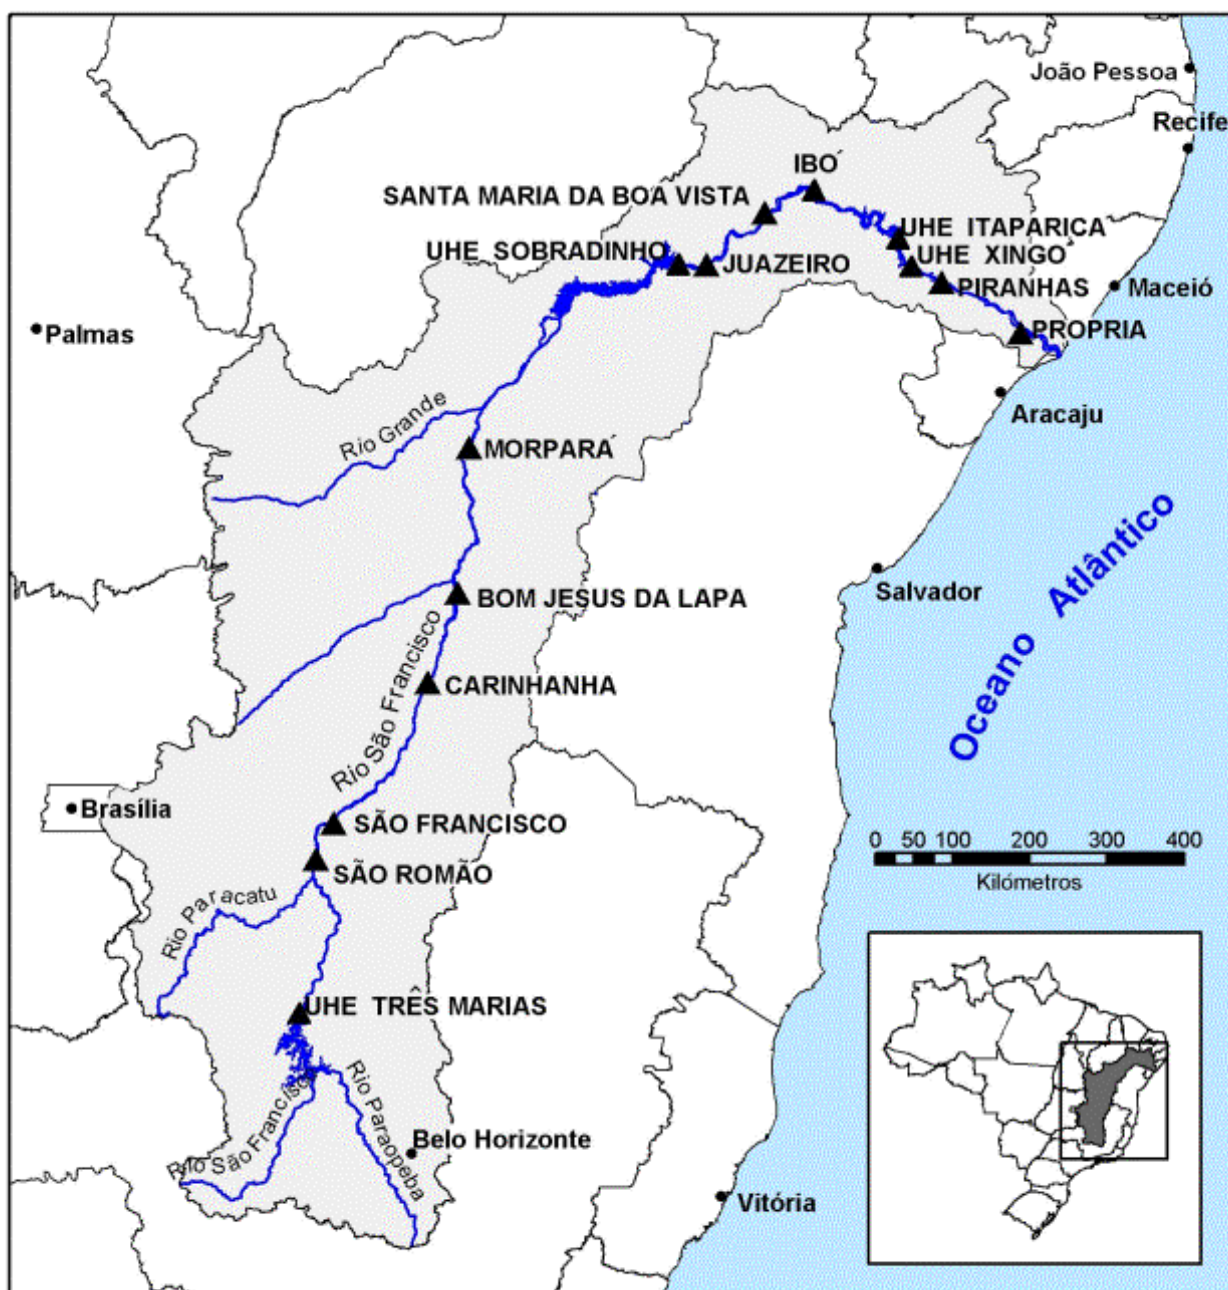 João Pessoa
Recife
IBÓ
SANTA MARIA DA BOA VISTA
UHE ITAPARICA
UHE SOBRADINHO
UHE XINGÓ
JUAZEIRO
PIRANHAS
Maceió
Palmas
PROPRIA
Rio Grande
Aracaju
MORPARÁ
Oceano Atlântico
Salvador
BOM JESUS DA LAPA
Rio São Francisco
CARINHANHA
Brasília
SÃO FRANCISCO
0 50 100 200 300 400
Kilómetros
SÃO ROMÃO
Rio Paracatu
UHE TRÊS MARIAS
Rio São Francisco
Rio Paraopeba
Belo Horizonte
Vitória